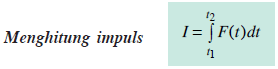 Menghitung impuls
I = ∫_{t1}^{t2} F(t)dt